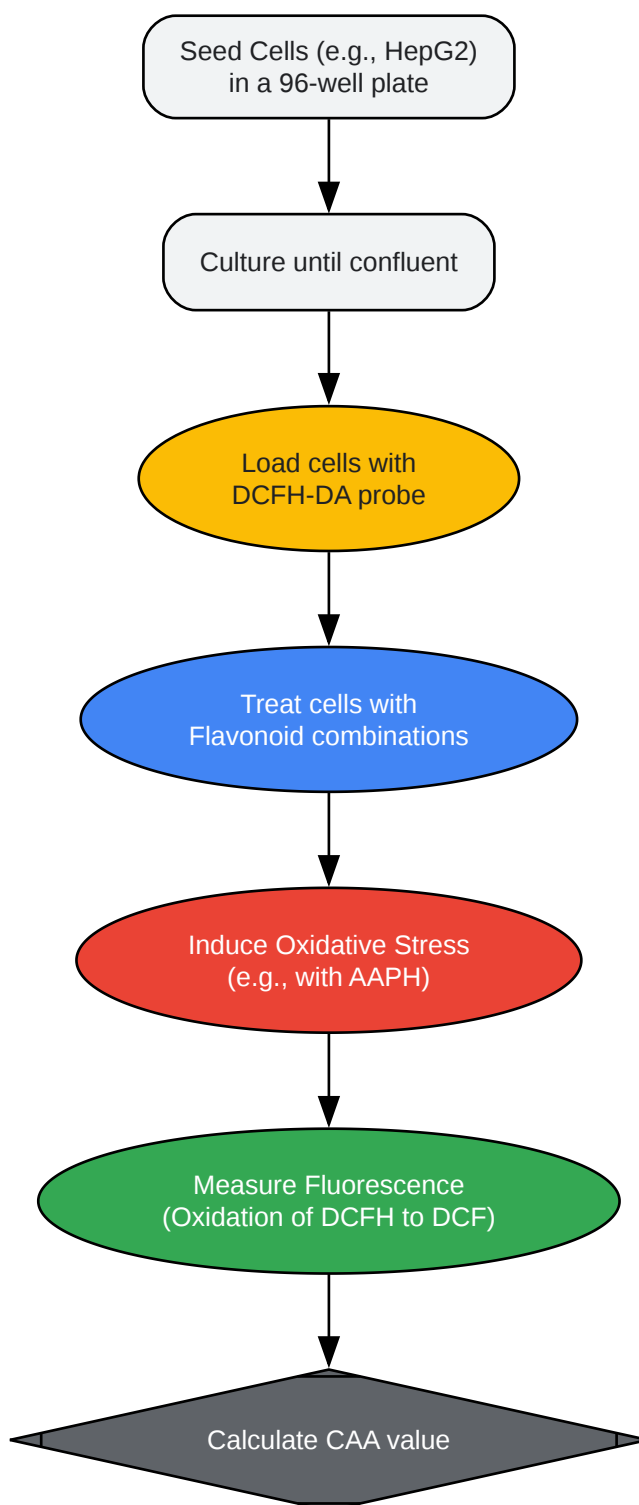 Seed Cells (e.g., HepG2)
in a 96-well plate
Culture until confluent
Load cells with
DCFH-DA probe
Treat cells with
Flavonoid combinations
Induce Oxidative Stress
(e.g., with AAPH)
Measure Fluorescence
(Oxidation of DCFH to DCF)
Calculate CAA value